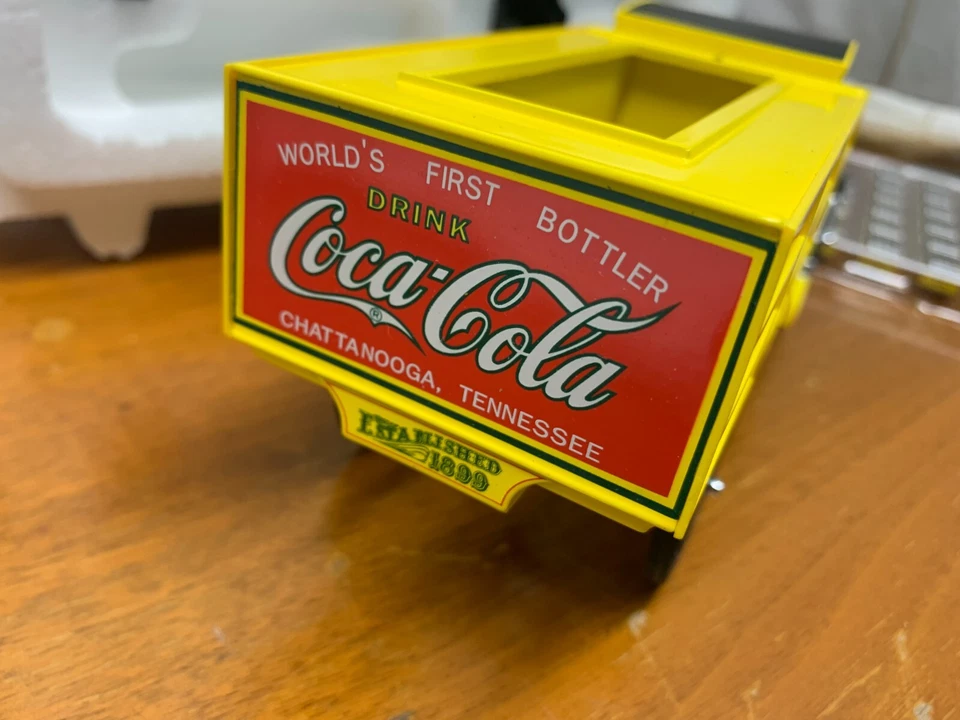 WORLD'S FIRST BOTTLER
DRINK
Coca-Cola
®
CHATTANOOGA, TENNESSEE
ESTABLISHED
1899